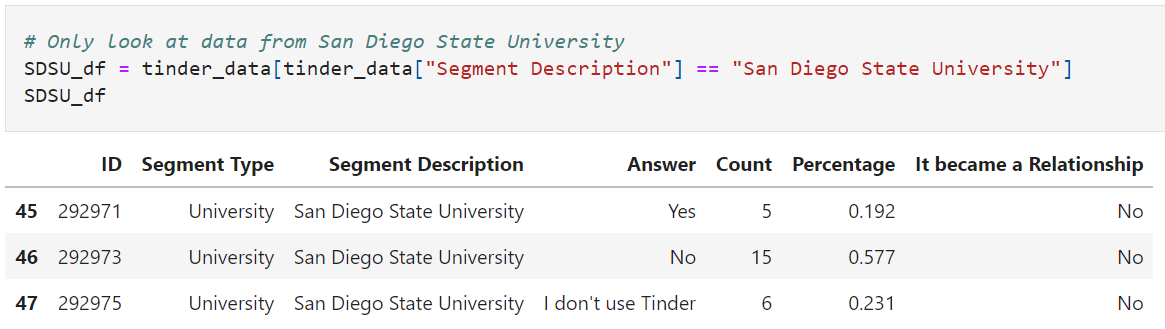 # Only look at data from San Diego State University
SDSU_df = tinder_data[tinder_data["Segment Description"] == "San Diego State University"]
SDSU_df
ID Segment Type Segment Description Answer Count Percentage It became a Relationship
45 292971 University San Diego State University Yes 5 0.192 No
46 292973 University San Diego State University No 15 0.577 No
47 292975 University San Diego State University I don't use Tinder 6 0.231 No